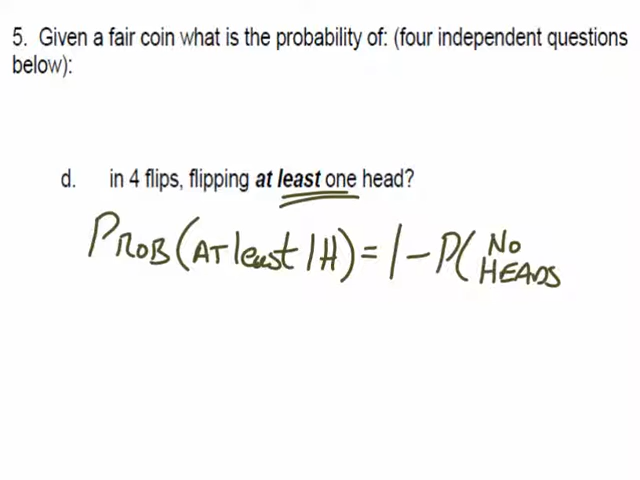 5. Given a fair coin what is the probability of: (four independent questions
below):
d. in 4 flips, flipping at least one head?
PROB(AT least 1H) = 1 - P( NO
HEADS